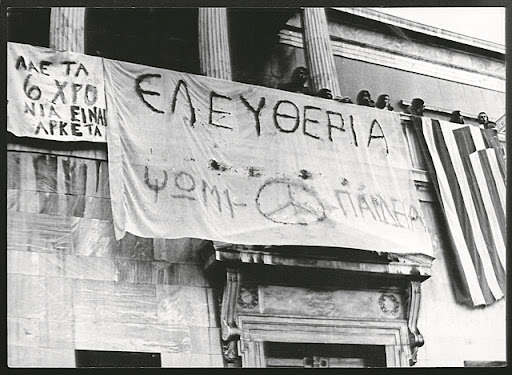 ΛΑΕ ΤΑ
6 ΧΡΟ
ΝΙΑ ΕΙΝΑΙ
ΑΡΚΕΤΑ
ΕΛΕΥΘΕΡΙΑ
ΨΩΜΙ - ΠΑΙΔΕΙΑ